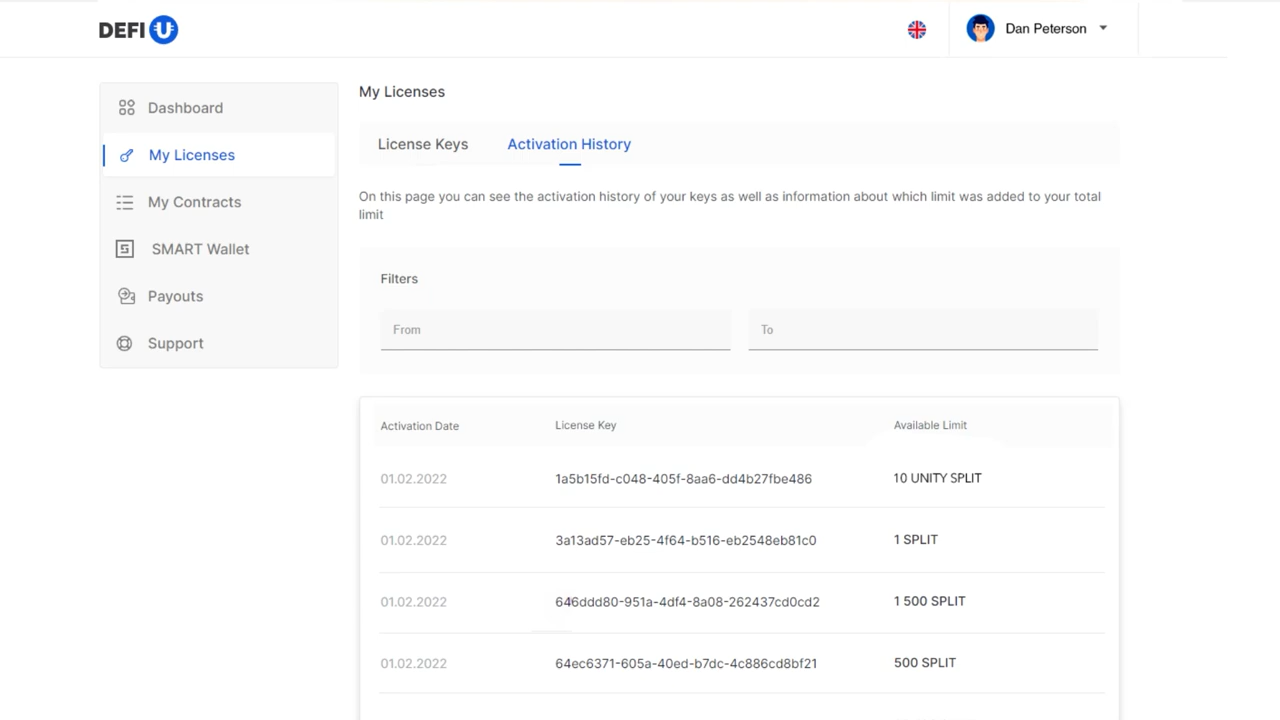 DEFI U
Dan Peterson
Dashboard
My Licenses
My Contracts
SMART Wallet
Payouts
Support
My Licenses
License Keys Activation History
On this page you can see the activation history of your keys as well as information about which limit was added to your total
limit
Filters
From To
Activation Date License Key Available Limit
01.02.2022 1a5b15fd-c048-405f-8aa6-dd4b27fbe486 10 UNITY SPLIT
01.02.2022 3a13ad57-eb25-4f64-b516-eb2548eb81c0 1 SPLIT
01.02.2022 646ddd80-951a-4df4-8a08-262437cd0cd2 1 500 SPLIT
01.02.2022 64ec6371-605a-40ed-b7dc-4c886cd8bf21 500 SPLIT